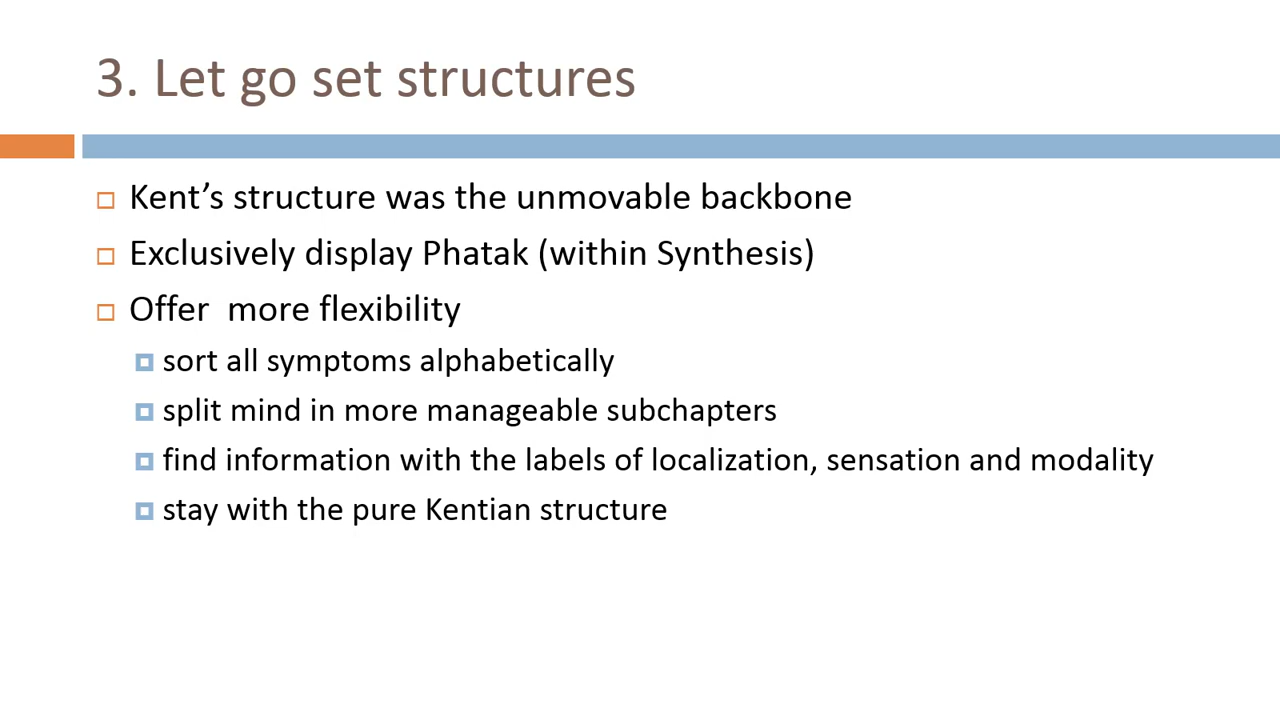 3. Let go set structures
Kent’s structure was the unmovable backbone
Exclusively display Phatak (within Synthesis)
Offer  more flexibility
sort all symptoms alphabetically
split mind in more manageable subchapters
find information with the labels of localization, sensation and modality
stay with the pure Kentian structure